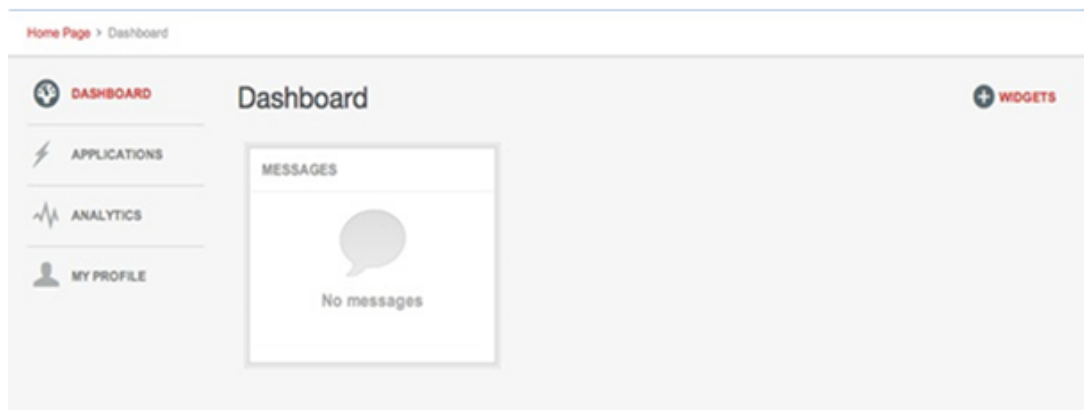 Home Page > Dashboard
DASHBOARD
APPLICATIONS
ANALYTICS
MY PROFILE
Dashboard
WIDGETS
MESSAGES
No messages